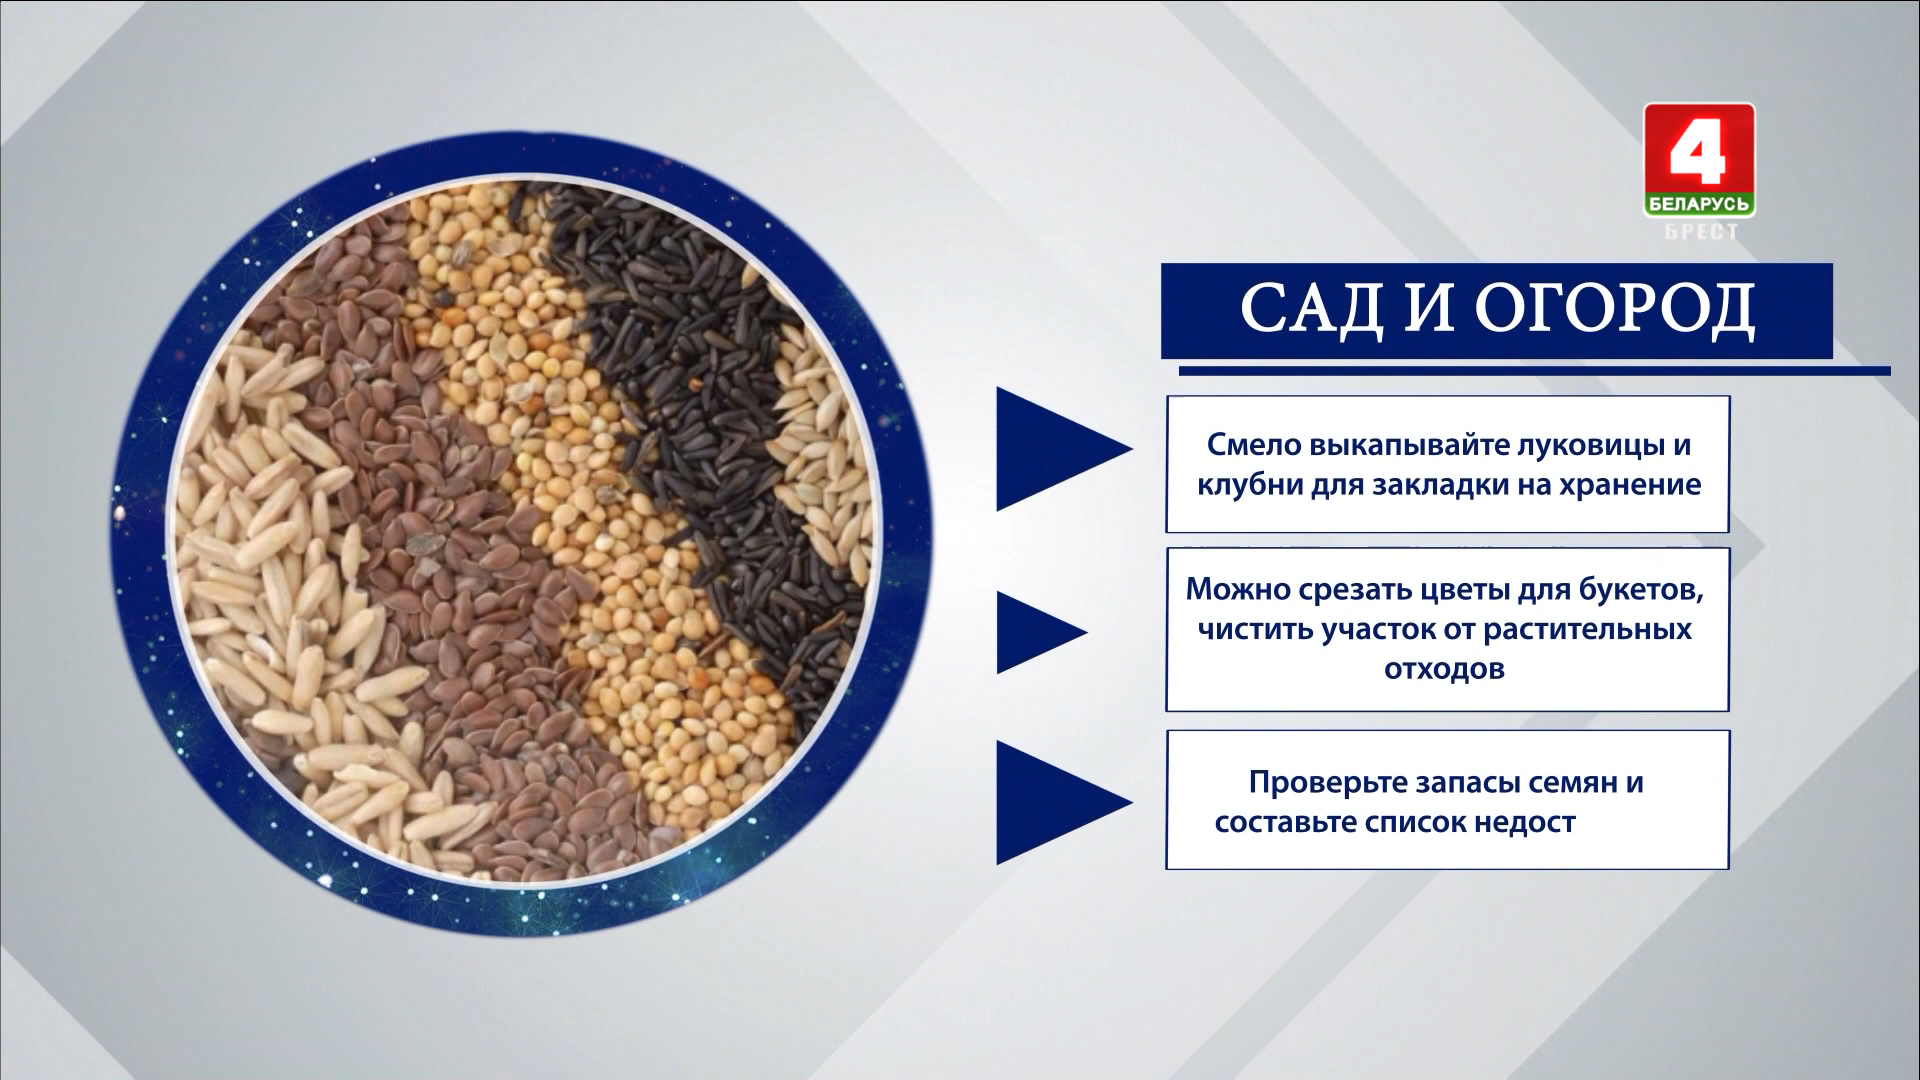 4
БЕЛАРУСЬ
БРЕСТ
САД И ОГОРОД
Смело выкапывайте луковицы и
клубни для закладки на хранение
Можно срезать цветы для букетов,
чистить участок от растительных
отходов
Проверьте запасы семян и
составьте список недост